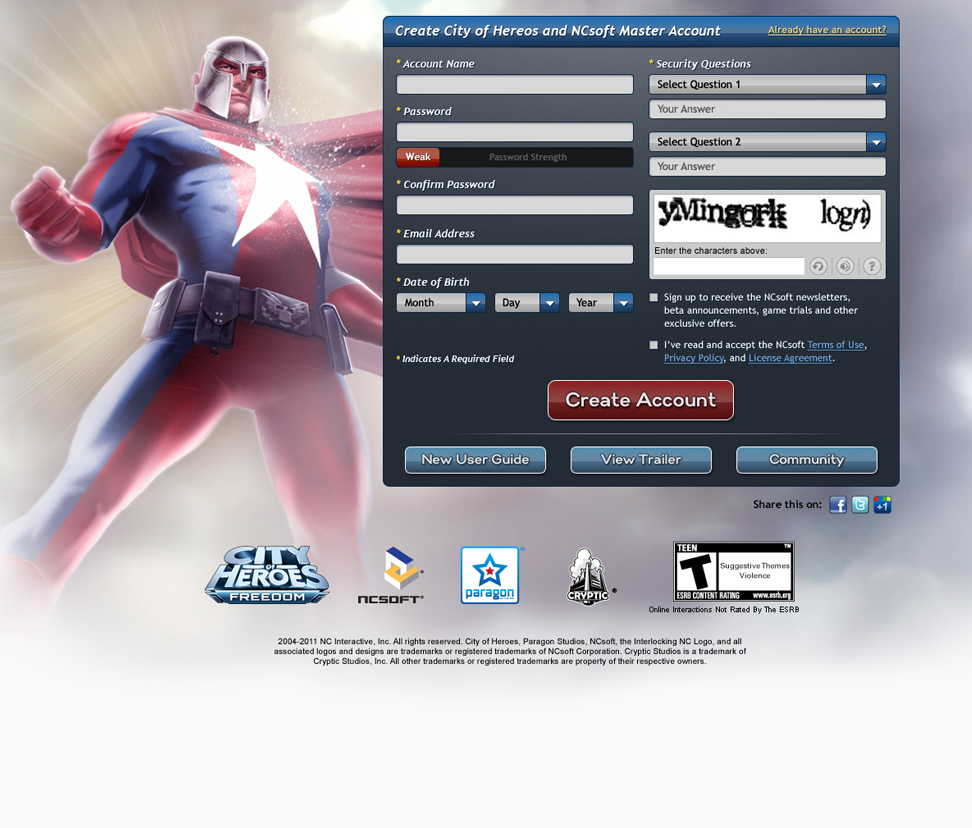 Create City of Hereos and NCsoft Master Account
Already have an account?
* Account Name
* Password
Weak
Password Strength
* Confirm Password
* Email Address
* Date of Birth
Month
Day
Year
* Indicates A Required Field
* Security Questions
Select Question 1
Your Answer
Select Question 2
Your Answer
Enter the characters above:
?
Sign up to receive the NCsoft newsletters,
beta announcements, game trials and other
exclusive offers.
I've read and accept the NCsoft Terms of Use,
Privacy Policy, and License Agreement.
Create Account
New User Guide
View Trailer
Community
Share this on:
f
t
+1
CITY
OF
HEROES
FREEDOM
NCSOFT®
paragon
CRYPTIC
TEEN
TM
T
Suggestive Themes
Violence
ESRB CONTENT RATING
www.esrb.org
Online Interactions Not Rated By The ESRB
2004-2011 NC Interactive, Inc. All rights reserved. City of Heroes, Paragon Studios, NCsoft, the Interlocking NC Logo, and all
associated logos and designs are trademarks or registered trademarks of NCsoft Corporation. Cryptic Studios is a trademark of
Cryptic Studios, Inc. All other trademarks or registered trademarks are property of their respective owners.